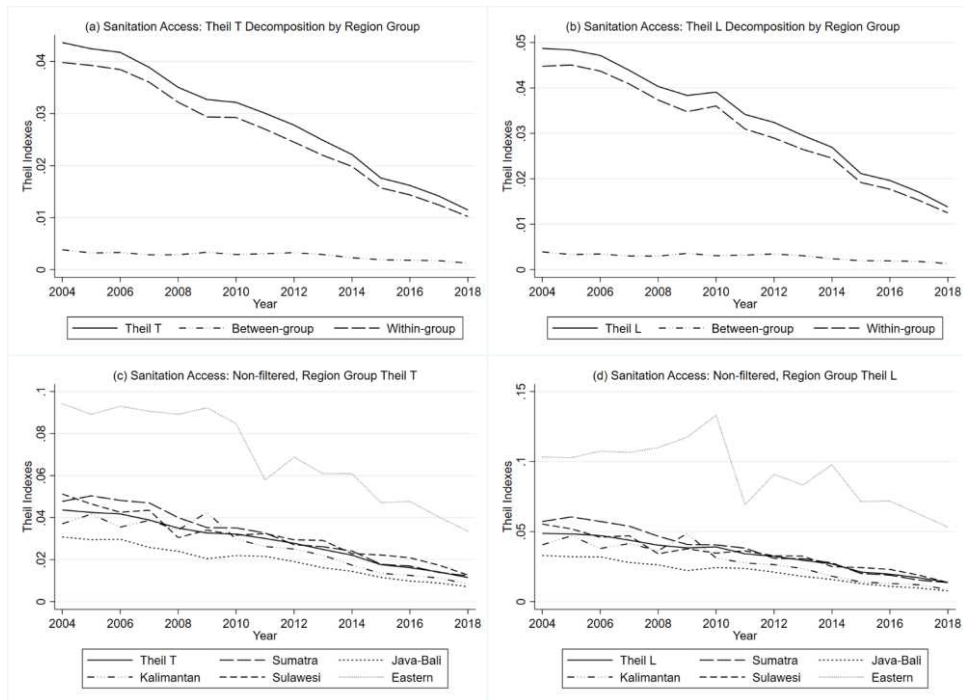 (a) Sanitation Access: Theil T Decomposition by Region Group
Theil Indexes
.04
.03
.02
.01
0
2004 2006 2008 2010 2012 2014 2016 2018
Year
Theil T Between-group Within-group
(b) Sanitation Access: Theil L Decomposition by Region Group
Theil Indexes
.05
.04
.03
.02
.01
0
2004 2006 2008 2010 2012 2014 2016 2018
Year
Theil L Between-group Within-group
(c) Sanitation Access: Non-filtered, Region Group Theil T
Theil Indexes
.1
.08
.06
.04
.02
0
2004 2006 2008 2010 2012 2014 2016 2018
Year
Theil T Sumatra Java-Bali
Kalimantan Sulawesi Eastern
(d) Sanitation Access: Non-filtered, Region Group Theil L
Theil Indexes
.15
.1
.05
0
2004 2006 2008 2010 2012 2014 2016 2018
Year
Theil L Sumatra Java-Bali
Kalimantan Sulawesi Eastern